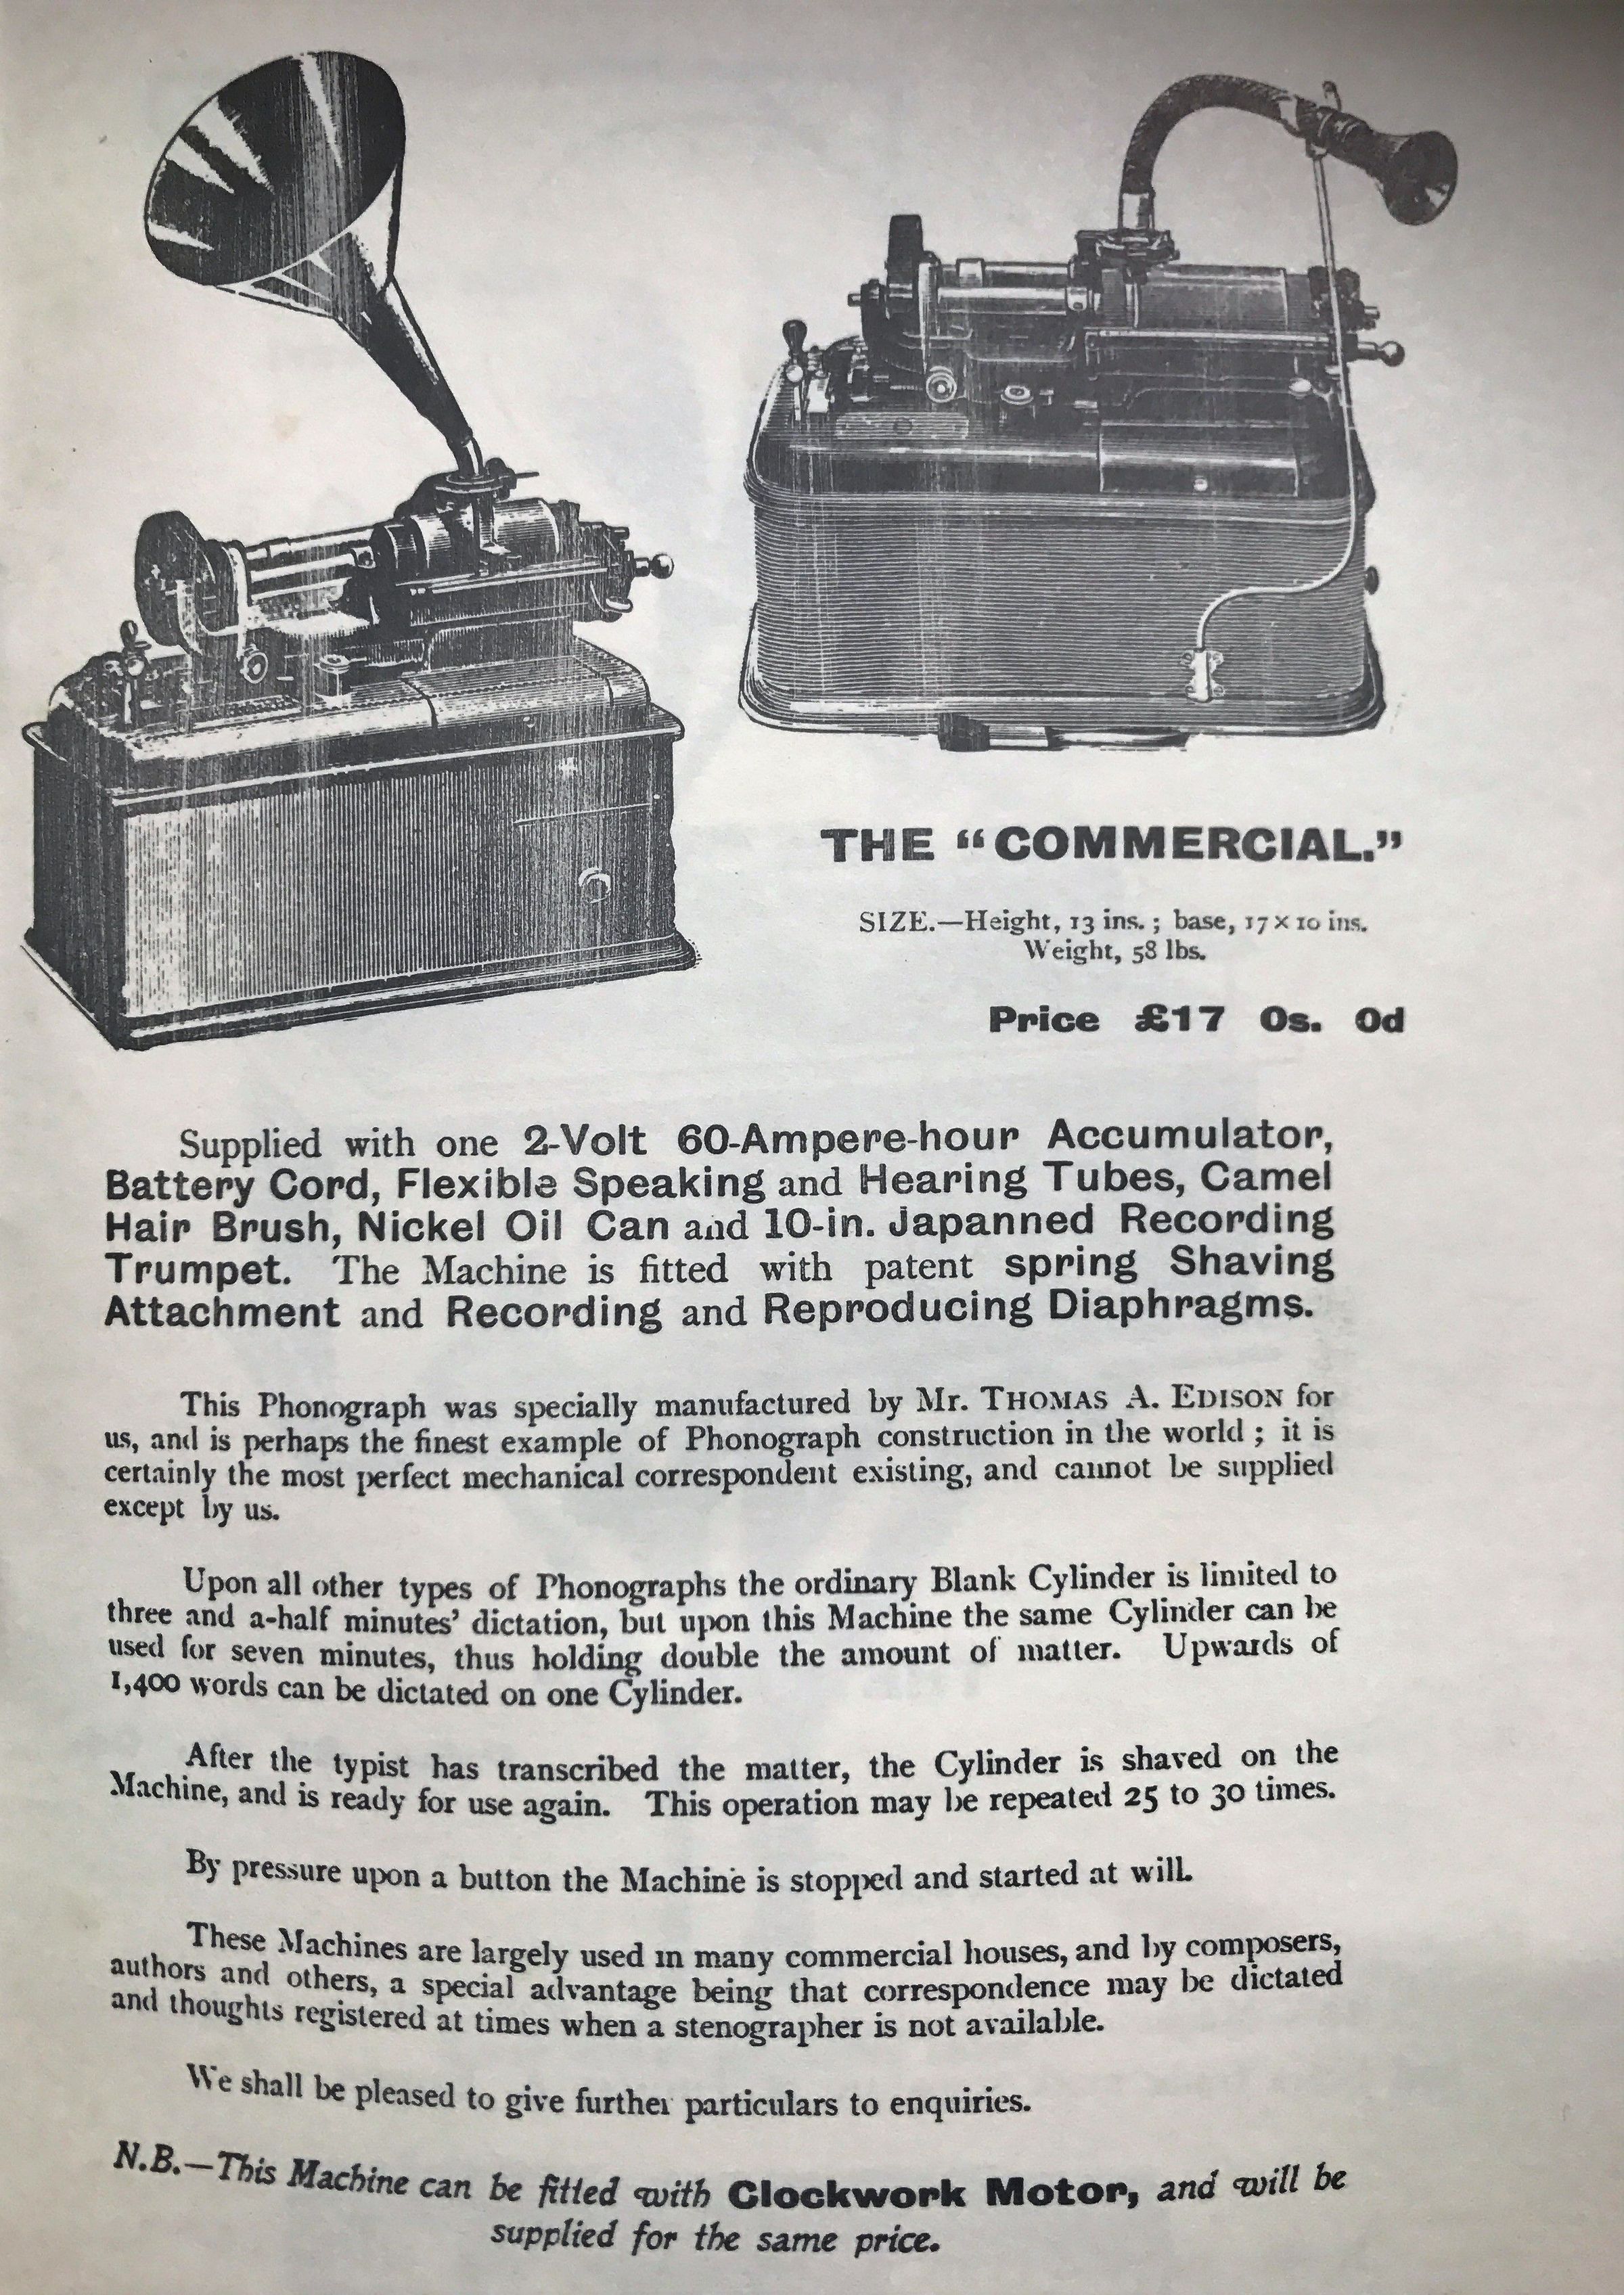 THE “COMMERCIAL.”
SIZE.—Height, 13 ins. ; base, 17 × 10 ins.
Weight, 58 lbs.
Price £17 0s. 0d
Supplied with one 2-Volt 60-Ampere-hour Accumulator,
Battery Cord, Flexible Speaking and Hearing Tubes, Camel
Hair Brush, Nickel Oil Can and 10-in. Japanned Recording
Trumpet. The Machine is fitted with patent spring Shaving
Attachment and Recording and Reproducing Diaphragms.
This Phonograph was specially manufactured by Mr. THOMAS A. EDISON for
us, and is perhaps the finest example of Phonograph construction in the world ; it is
certainly the most perfect mechanical correspondent existing, and cannot be supplied
except by us.
Upon all other types of Phonographs the ordinary Blank Cylinder is limited to
three and a-half minutes’ dictation, but upon this Machine the same Cylinder can be
used for seven minutes, thus holding double the amount of matter. Upwards of
1,400 words can be dictated on one Cylinder.
After the typist has transcribed the matter, the Cylinder is shaved on the
Machine, and is ready for use again. This operation may be repeated 25 to 30 times.
By pressure upon a button the Machine is stopped and started at will.
These Machines are largely used in many commercial houses, and by composers,
authors and others, a special advantage being that correspondence may be dictated
and thoughts registered at times when a stenographer is not available.
We shall be pleased to give further particulars to enquiries.
N.B.—This Machine can be fitted with Clockwork Motor, and will be
supplied for the same price.